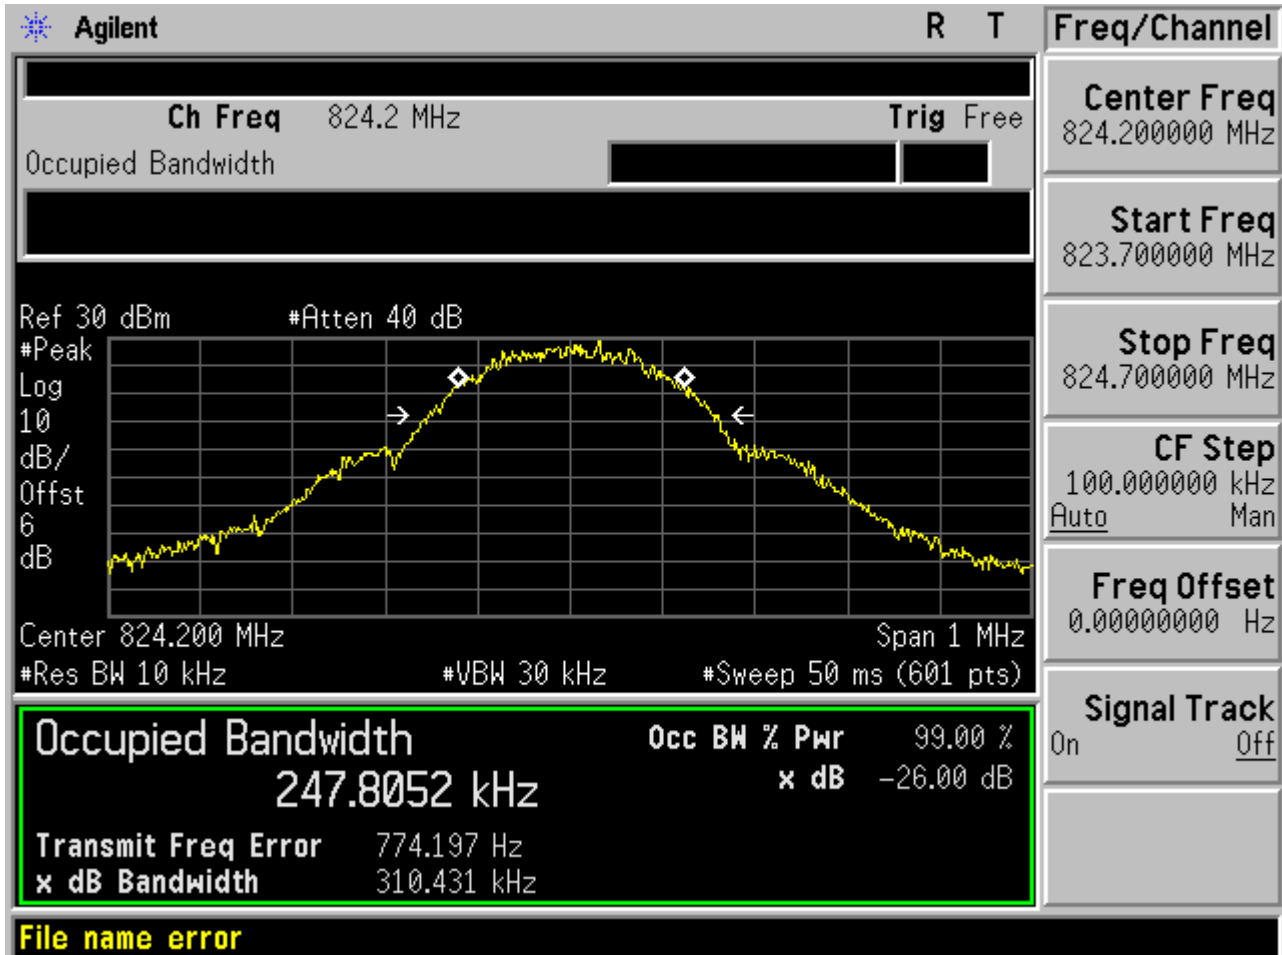 Agilent R T
Ch Freq 824.2 MHz Trig Free
Occupied Bandwidth
Ref 30 dBm #Atten 40 dB
#Peak
Log
10
dB/
Offst
6
dB
Center 824.200 MHz Span 1 MHz
#Res BW 10 kHz #VBW 30 kHz #Sweep 50 ms (601 pts)
Occupied Bandwidth Occ BW % Pwr 99.00 %
247.8052 kHz x dB -26.00 dB
Transmit Freq Error 774.197 Hz
x dB Bandwidth 310.431 kHz
File name error
Freq/Channel
Center Freq
824.200000 MHz
Start Freq
823.700000 MHz
Stop Freq
824.700000 MHz
CF Step
100.000000 kHz
Auto Man
Freq Offset
0.00000000 Hz
Signal Track
On Off